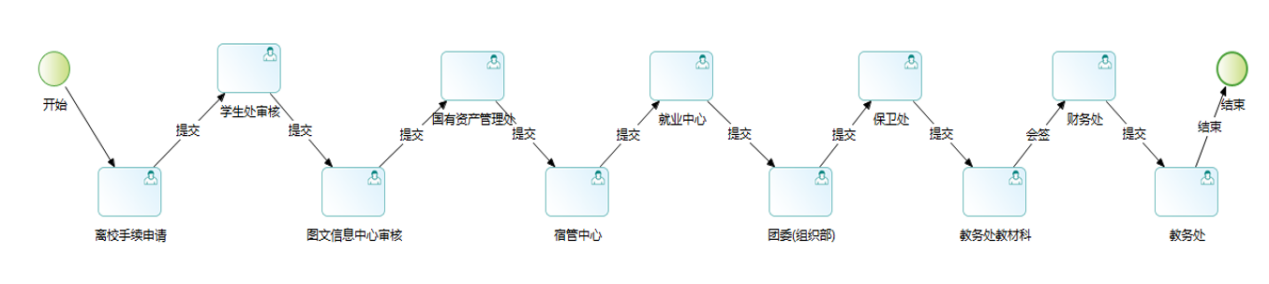 开始
离校手续申请
提交
学生处审核
提交
图文信息中心审核
提交
国有资产管理处
提交
宿管中心
提交
就业中心
提交
团委(组织部)
提交
保卫处
提交
教务处教材科
会签
财务处
提交
教务处
结束
结束